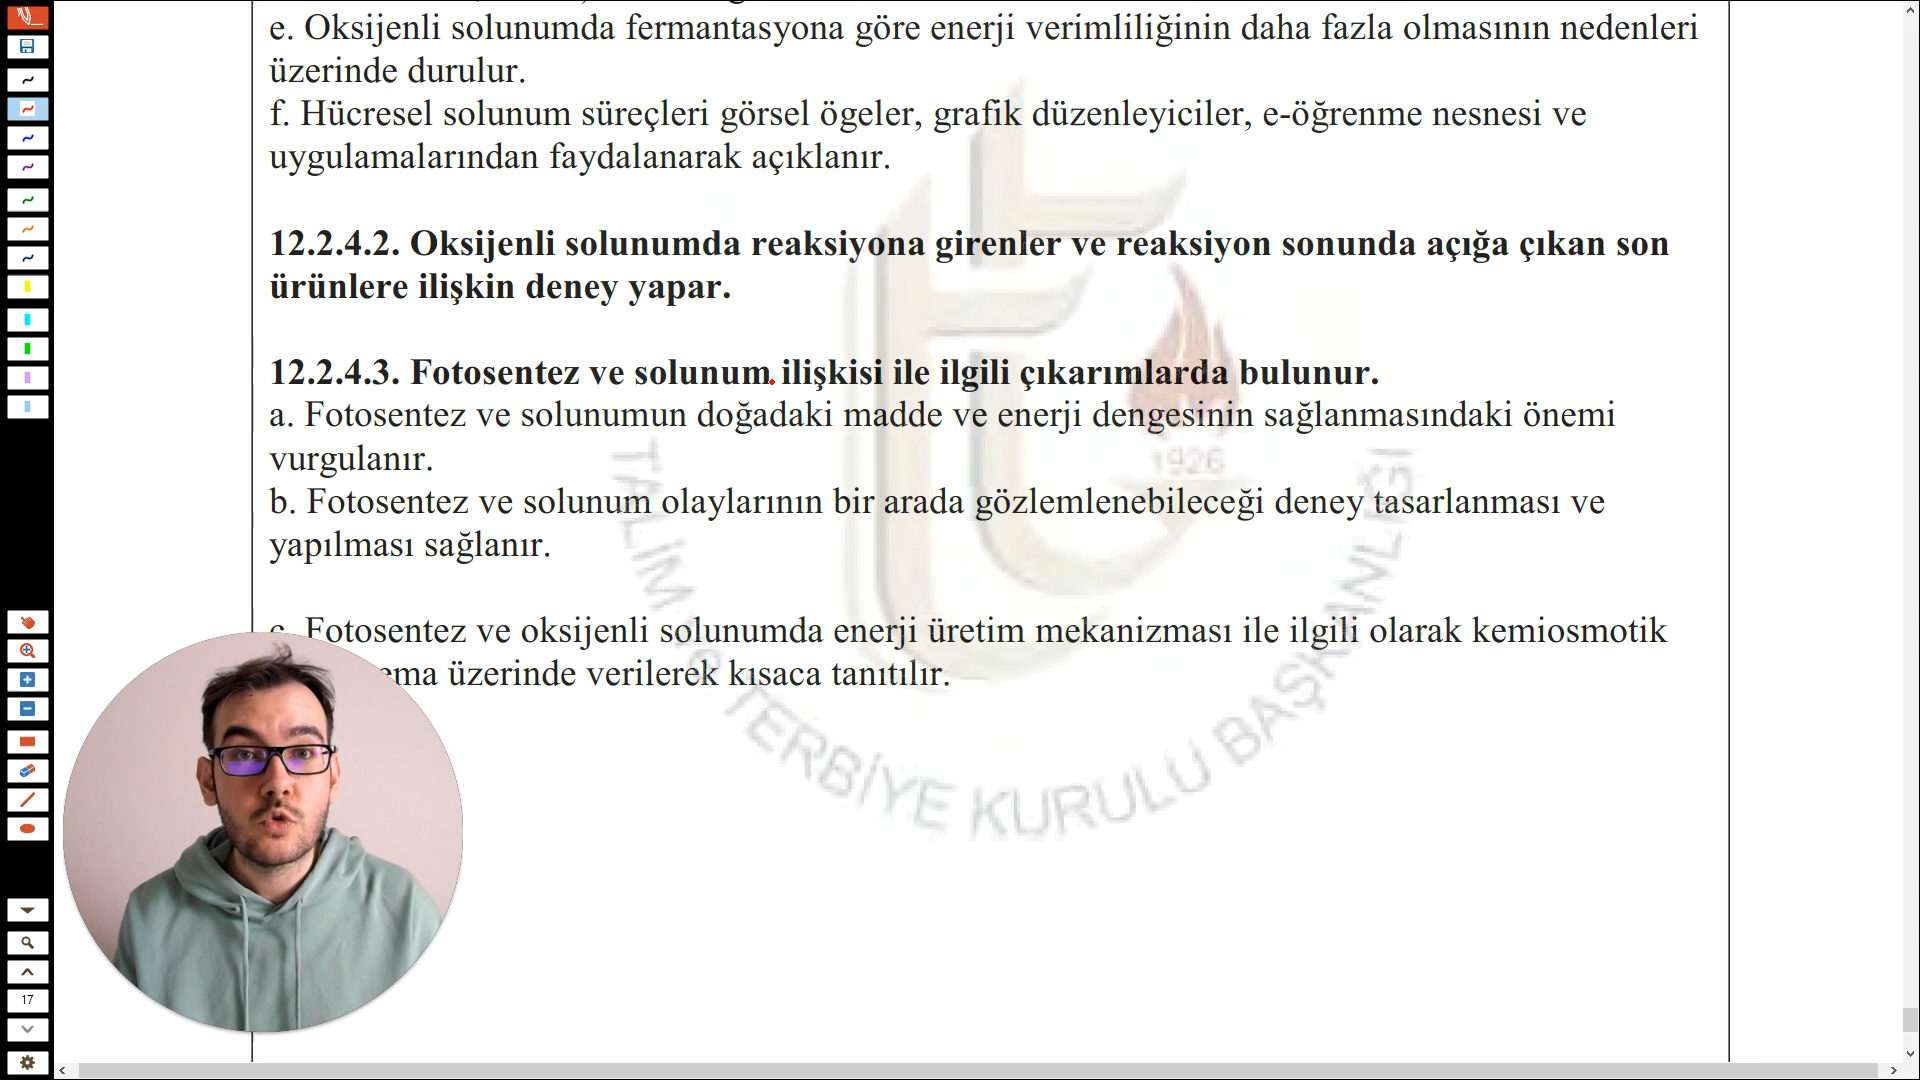 e. Oksijenli solunumda fermantasyona göre enerji verimliliğinin daha fazla olmasının nedenleri
üzerinde durulur.
f. Hücresel solunum süreçleri görsel ögeler, grafik düzenleyiciler, e-öğrenme nesnesi ve
uygulamalarından faydalanarak açıklanır.
12.2.4.2. Oksijenli solunumda reaksiyona girenler ve reaksiyon sonunda açığa çıkan son
ürünlere ilişkin deney yapar.
12.2.4.3. Fotosentez ve solunum ilişkisi ile ilgili çıkarımlarda bulunur.
a. Fotosentez ve solunumun doğadaki madde ve enerji dengesinin sağlanmasındaki önemi
vurgulanır.
b. Fotosentez ve solunum olaylarının bir arada gözlemlenebileceği deney tasarlanması ve
yapılması sağlanır.
Fotosentez ve oksijenli solunumda enerji üretim mekanizması ile ilgili olarak kemiosmotik
üzerinde verilerek kısaca tanıtılır.
1926
TALİM ve TERBİYE KURULU BAŞKANLIĞI
17